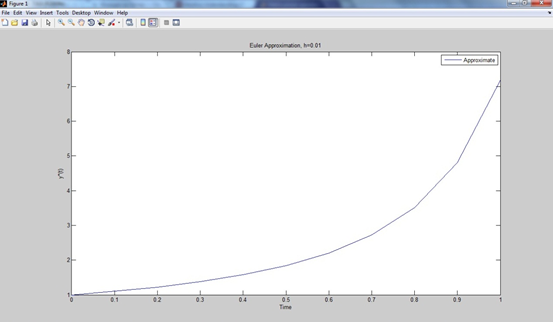 Figure 1
File Edit View Insert Tools Desktop Window Help
Euler Approximation, h=0.01
Approximate
8
7
6
5
4
3
2
1
y*(t)
0 0.1 0.2 0.3 0.4 0.5 0.6 0.7 0.8 0.9 1
Time